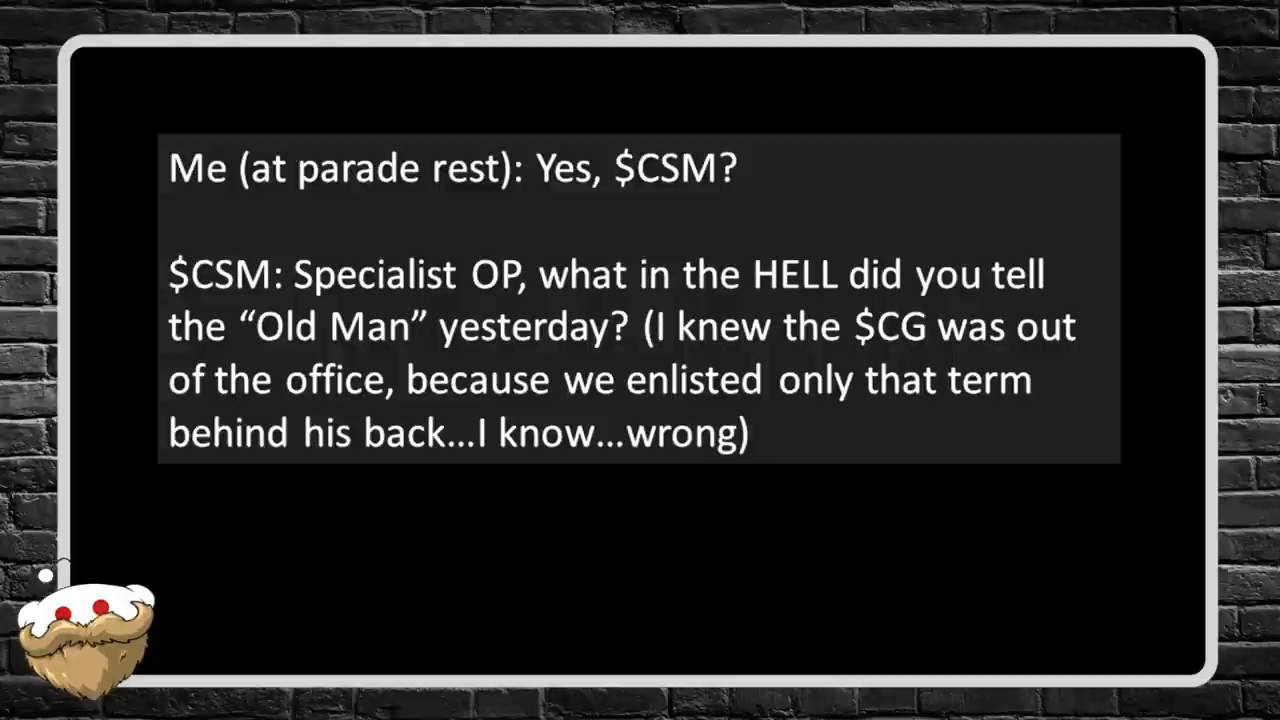 Me (at parade rest): Yes, $CSM?
$CSM: Specialist OP, what in the HELL did you tell
the “Old Man” yesterday? (I knew the $CG was out
of the office, because we enlisted only that term
behind his back...I know...wrong)